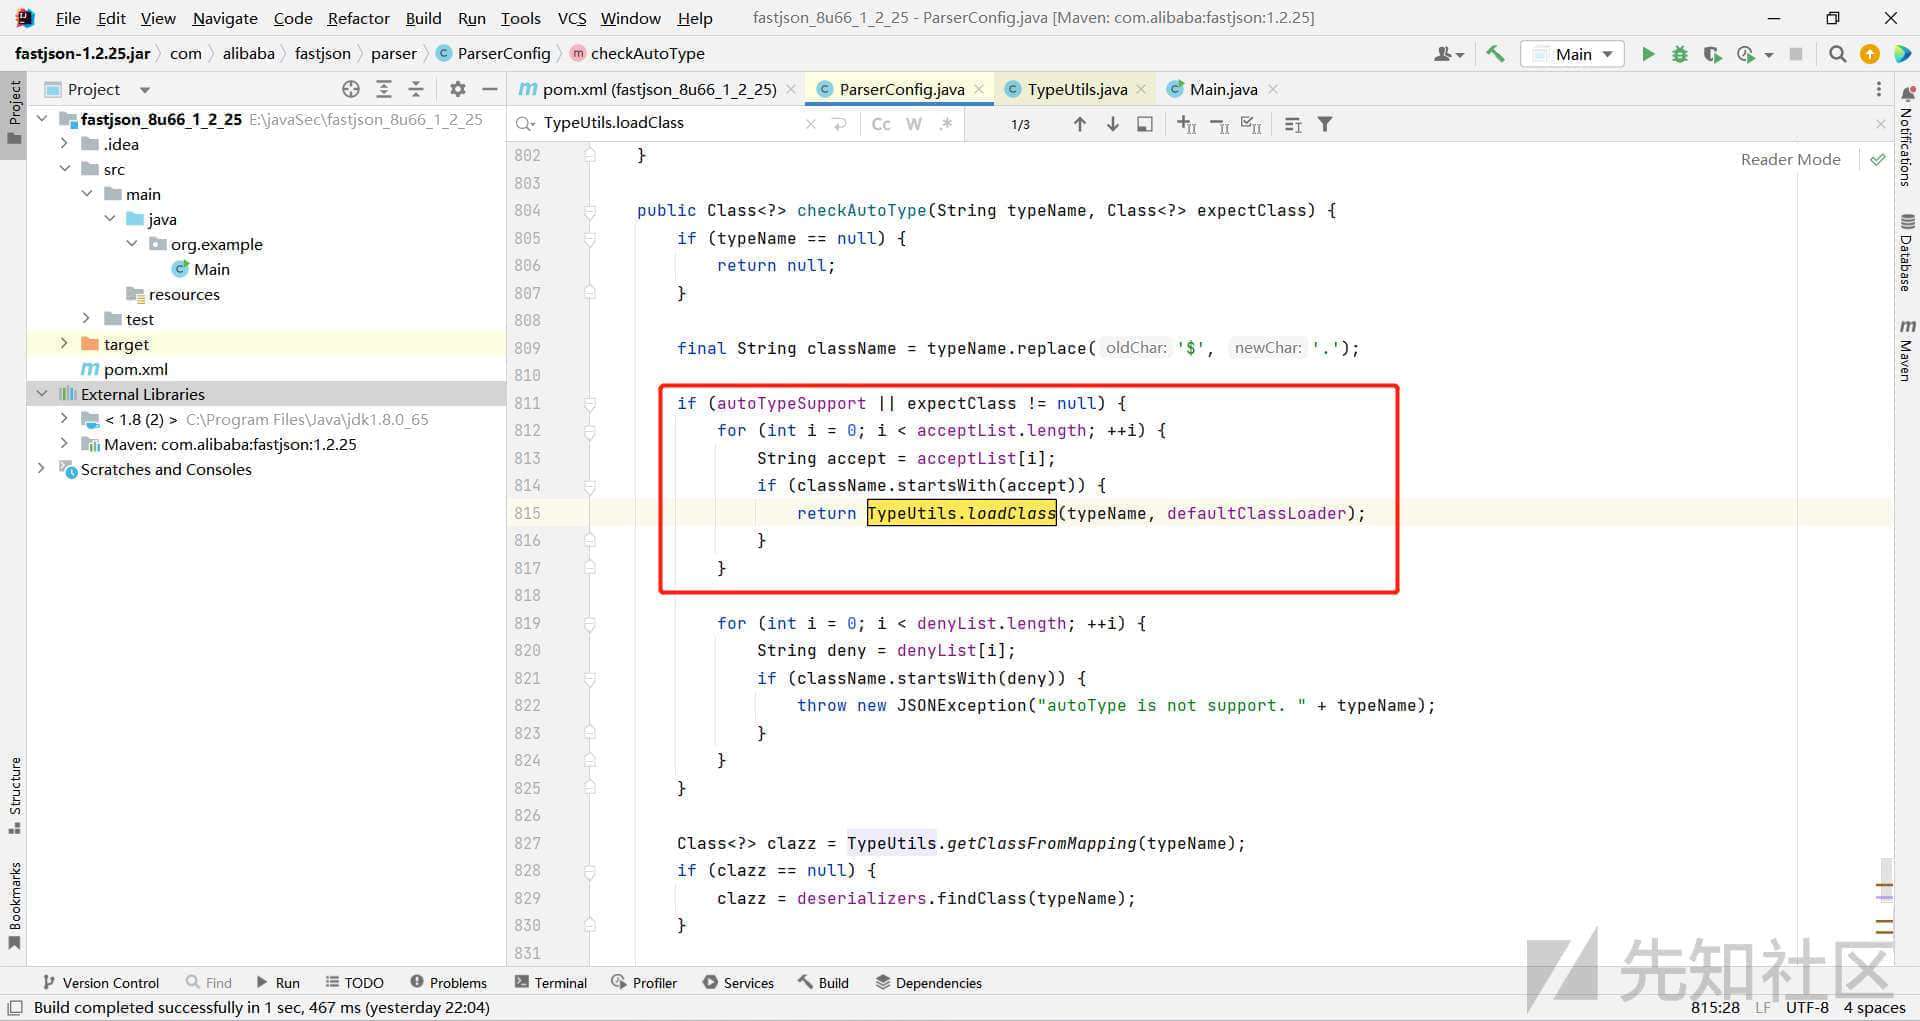 File Edit View Navigate Code Refactor Build Run Tools VCS Window Help fastjson_8u66_1_2_25 - ParserConfig.java [Maven: com.alibaba:fastjson:1.2.25]
fastjson-1.2.25.jar com alibaba fastjson parser ParserConfig checkAutoType Main
Project
pom.xml (fastjson_8u66_1_2_25) ParserConfig.java TypeUtils.java Main.java
TypeUtils.loadClass Cc W .* 1/3
Reader Mode
Project
Structure
Bookmarks
fastjson_8u66_1_2_25 E:\javaSec\fastjson_8u66_1_2_25
.idea
src
main
java
org.example
Main
resources
test
target
pom.xml
External Libraries
< 1.8 (2) > C:\Program Files\Java\jdk1.8.0_65
Maven: com.alibaba:fastjson:1.2.25
Scratches and Consoles
802 }
803
804 public Class<?> checkAutoType(String typeName, Class<?> expectClass) {
805 if (typeName == null) {
806 return null;
807 }
808
809 final String className = typeName.replace( oldChar: '$', newChar: '.');
810
811 if (autoTypeSupport || expectClass != null) {
812 for (int i = 0; i < acceptList.length; ++i) {
813 String accept = acceptList[i];
814 if (className.startsWith(accept)) {
815 return TypeUtils.loadClass(typeName, defaultClassLoader);
816 }
817 }
818
819 for (int i = 0; i < denyList.length; ++i) {
820 String deny = denyList[i];
821 if (className.startsWith(deny)) {
822 throw new JSONException("autoType is not support. " + typeName);
823 }
824 }
825 }
826
827 Class<?> clazz = TypeUtils.getClassFromMapping(typeName);
828 if (clazz == null) {
829 clazz = deserializers.findClass(typeName);
830 }
831
Notifications
Database
Maven
先知社区
Version Control Find Run TODO Problems Terminal Profiler Services Build Dependencies
Build completed successfully in 1 sec, 467 ms (yesterday 22:04) 815:28 LF UTF-8 4 spaces